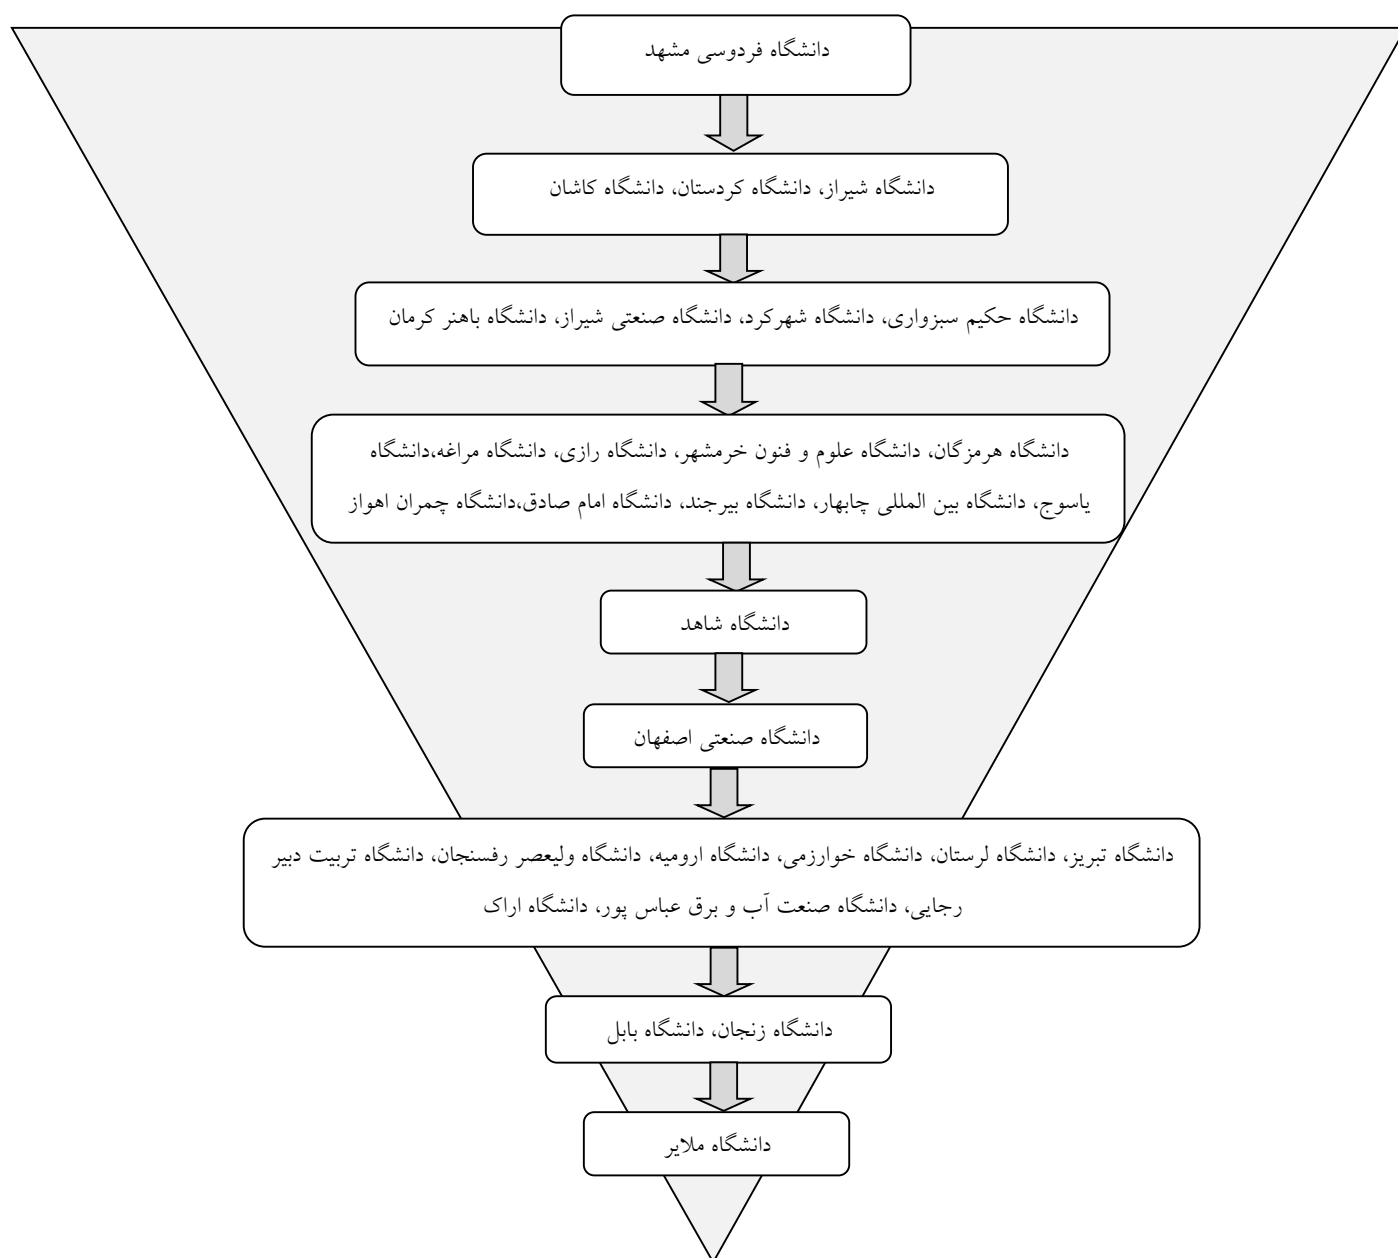 دانشگاه فردوسی مشهد
دانشگاه شیراز، دانشگاه کردستان، دانشگاه کاشان
دانشگاه حکیم سبزواری، دانشگاه شهرکرد، دانشگاه صنعتی شیراز، دانشگاه باهنر کرمان
دانشگاه هرمزگان، دانشگاه علوم و فنون خرمشهر، دانشگاه رازی، دانشگاه مراغه،دانشگاه
یاسوج، دانشگاه بین المللی چابهار، دانشگاه بیرجند، دانشگاه امام صادق،دانشگاه چمران اهواز
دانشگاه شاهد
دانشگاه صنعتی اصفهان
دانشگاه تبریز، دانشگاه لرستان، دانشگاه خوارزمی، دانشگاه ارومیه، دانشگاه ولیعصر رفسنجان، دانشگاه تربیت دبیر
رجایی، دانشگاه صنعت آب و برق عباس پور، دانشگاه اراک
دانشگاه زنجان، دانشگاه بابل
دانشگاه ملایر